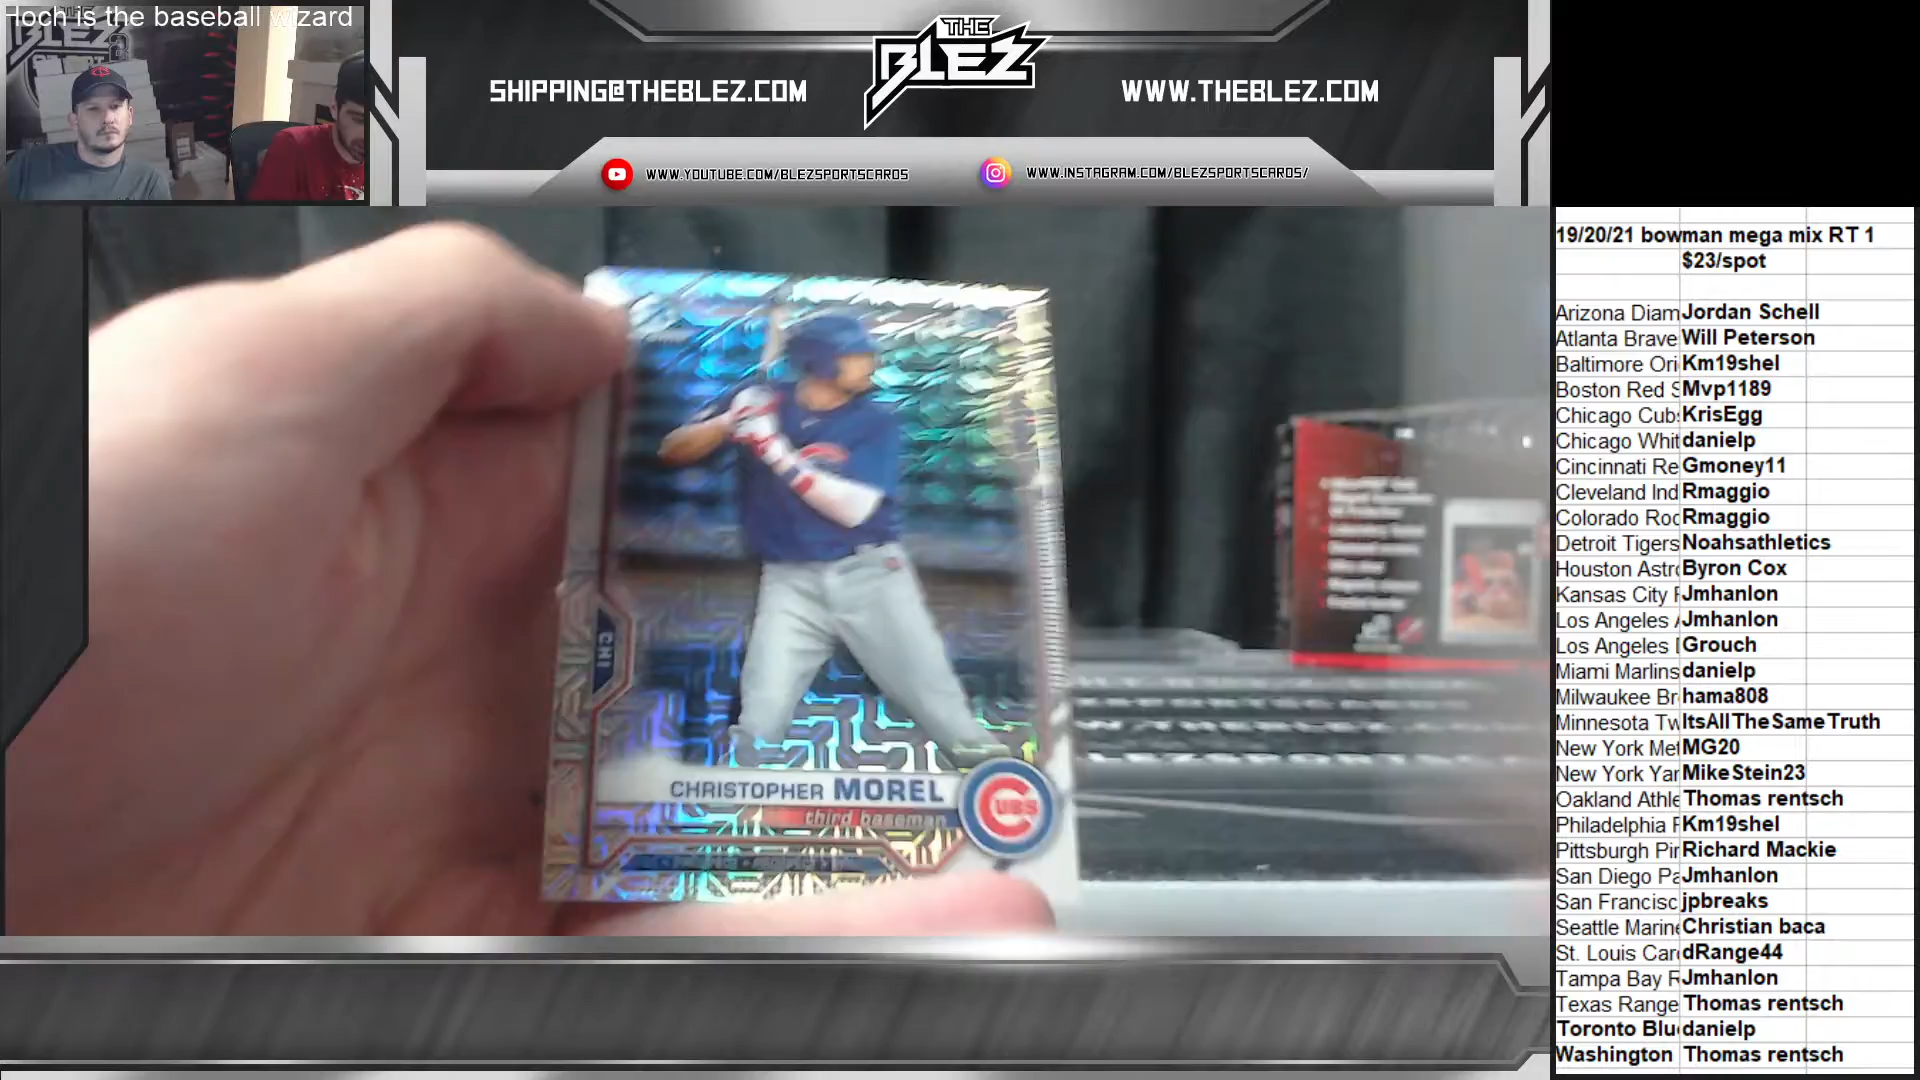 Hoch is the baseball wizard
THE
BLEZ
SHIPPING@THEBLEZ.COM
WWW.THEBLEZ.COM
WWW.YOUTUBE.COM/BLEZSPORTSCARDS
WWW.INSTAGRAM.COM/BLEZSPORTSCARDS/
CHI
CHRISTOPHER MOREL
third baseman
CUBS
19/20/21 bowman mega mix RT 1
$23/spot
Arizona Diam Jordan Schell
Atlanta Brave Will Peterson
Baltimore Ori Km19shel
Boston Red S Mvp1189
Chicago Cubs KrisEgg
Chicago Whit danielp
Cincinnati Re Gmoney11
Cleveland Ind Rmaggio
Colorado Roc Rmaggio
Detroit Tigers Noahsathletics
Houston Astro Byron Cox
Kansas City R Jmhanlon
Los Angeles A Jmhanlon
Los Angeles D Grouch
Miami Marlins danielp
Milwaukee Br hama808
Minnesota Tw ItsAllTheSameTruth
New York Met MG20
New York Yan MikeStein23
Oakland Athle Thomas rentsch
Philadelphia P Km19shel
Pittsburgh Pir Richard Mackie
San Diego Pa Jmhanlon
San Francisc jpbreaks
Seattle Marine Christian baca
St. Louis Card dRange44
Tampa Bay R Jmhanlon
Texas Range Thomas rentsch
Toronto Blu danielp
Washington Thomas rentsch